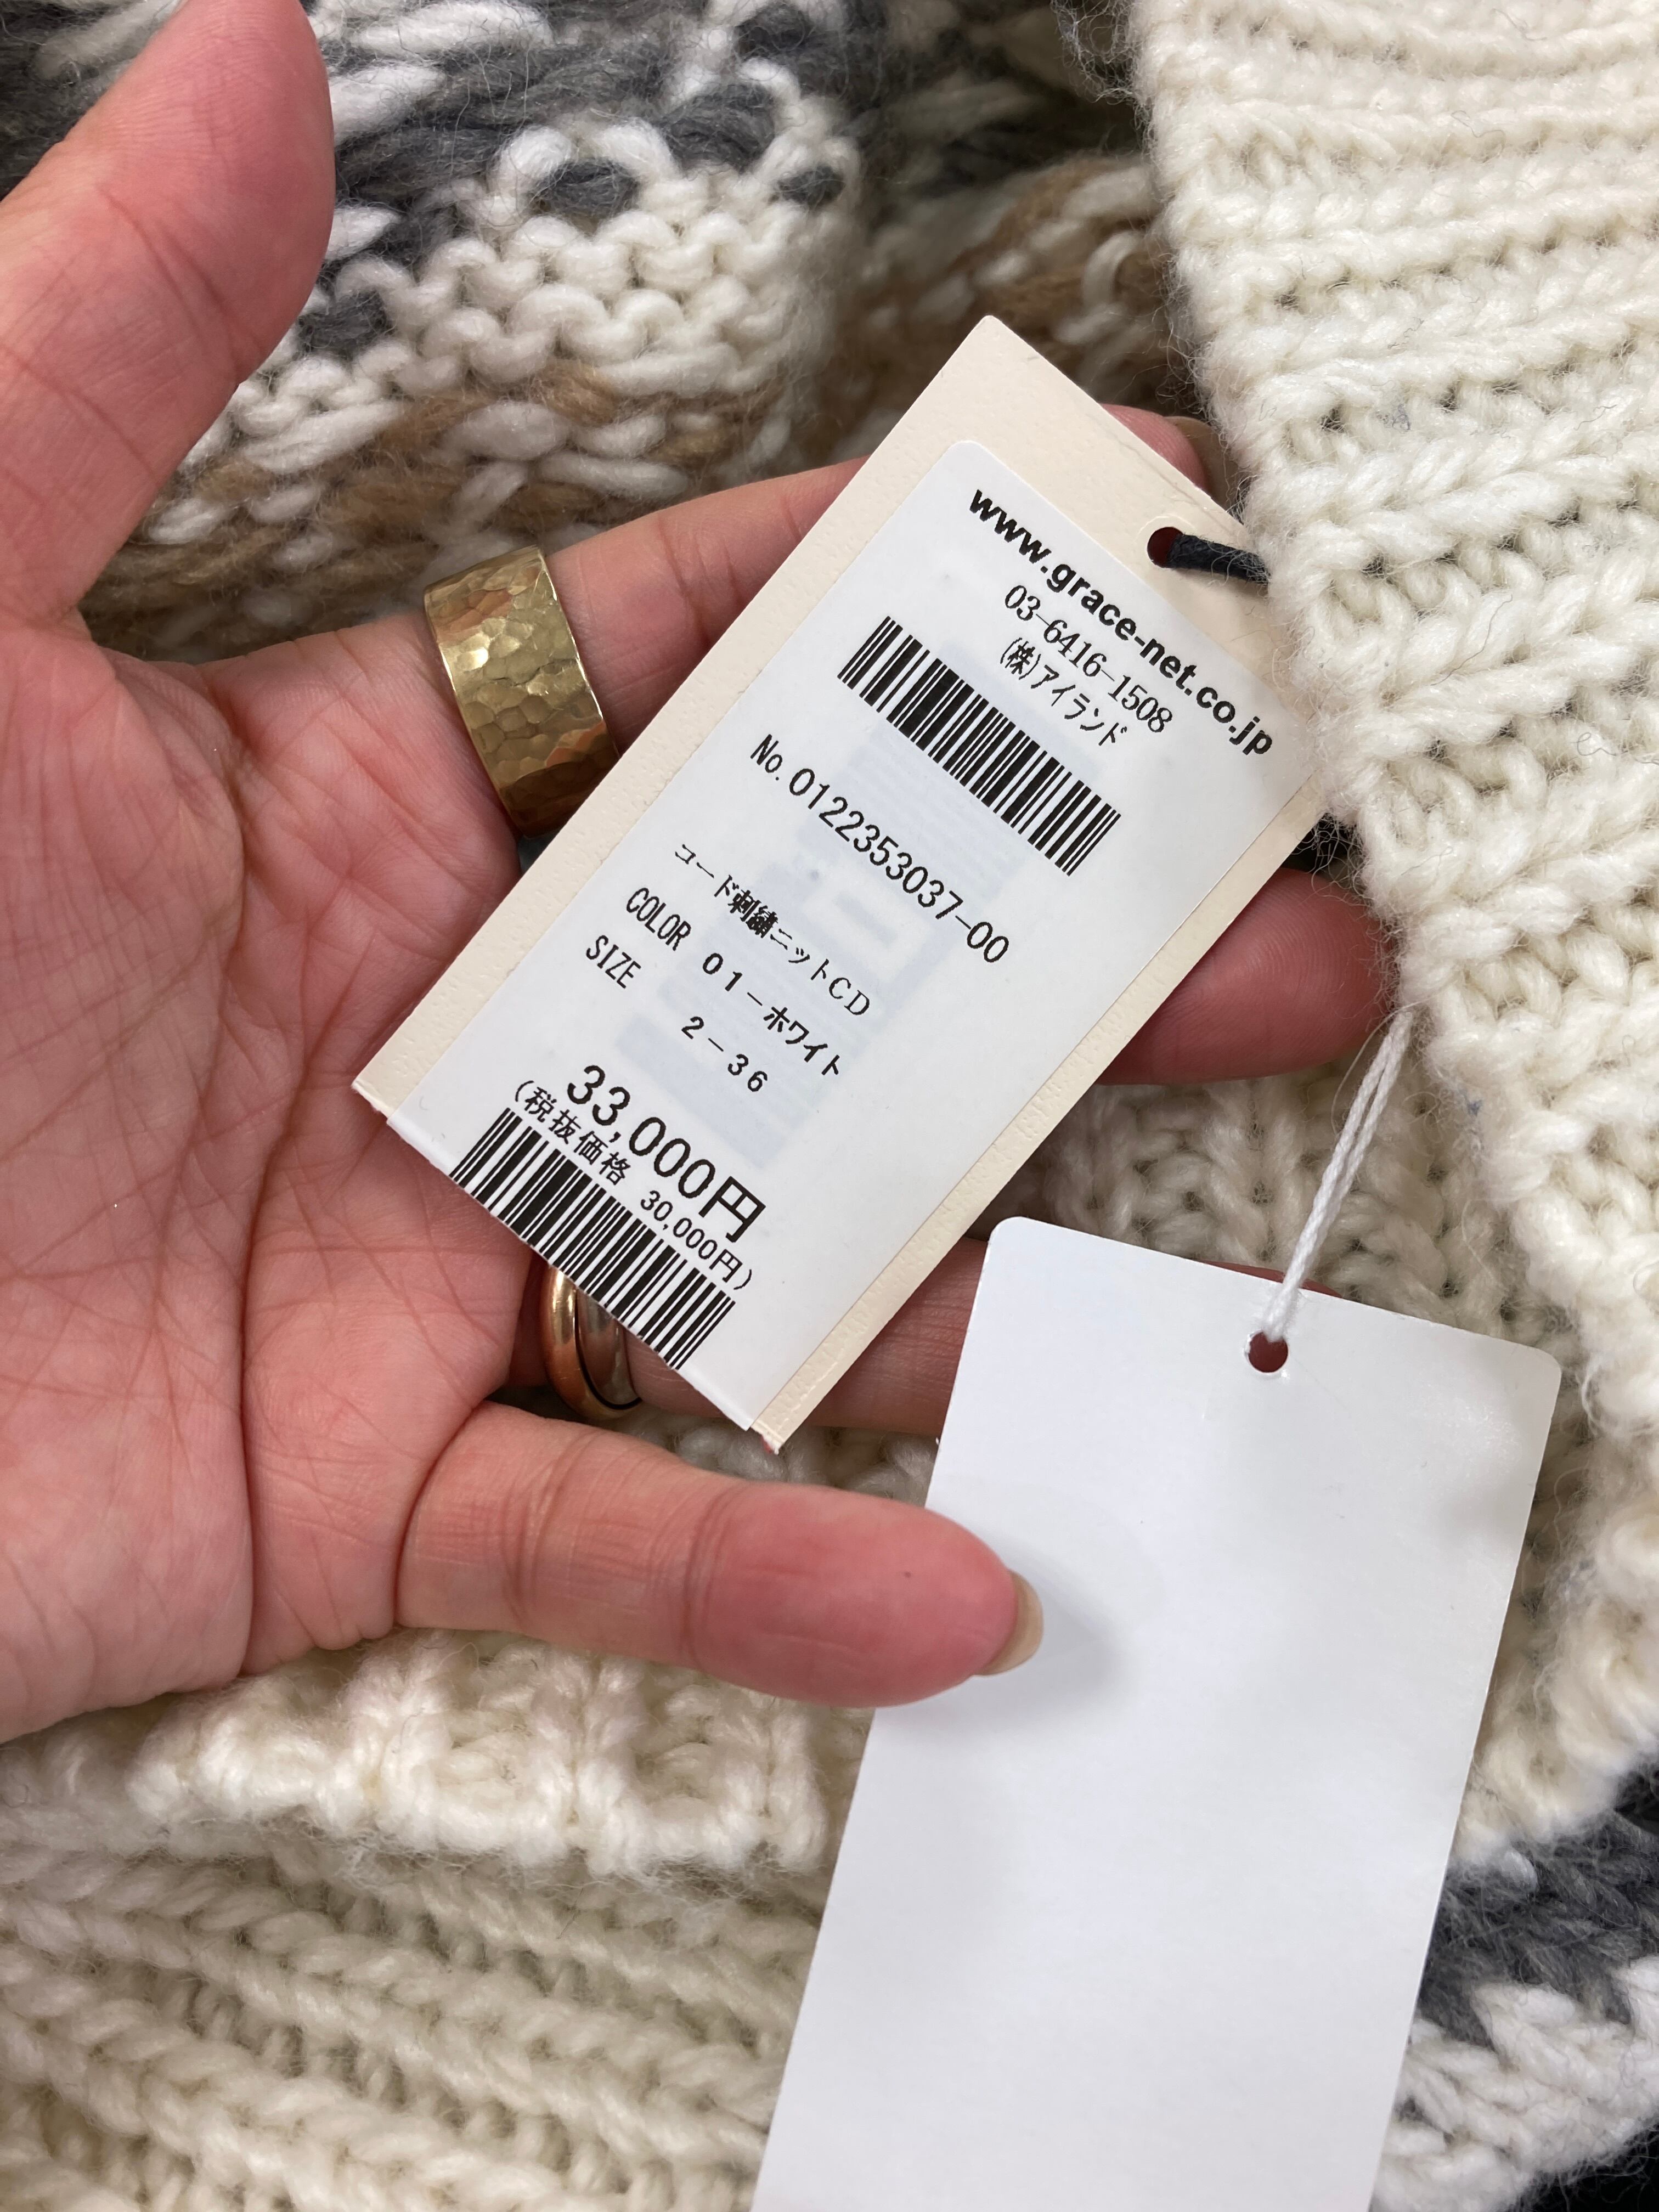 www.grace-net.co.jp
03-6416-1508
(株)アイランド
No. 0122353037-00
コード刺繍ニットCD
COLOR 01-ホワイト
SIZE 2-36
33,000円
(税抜価格 30,000円)